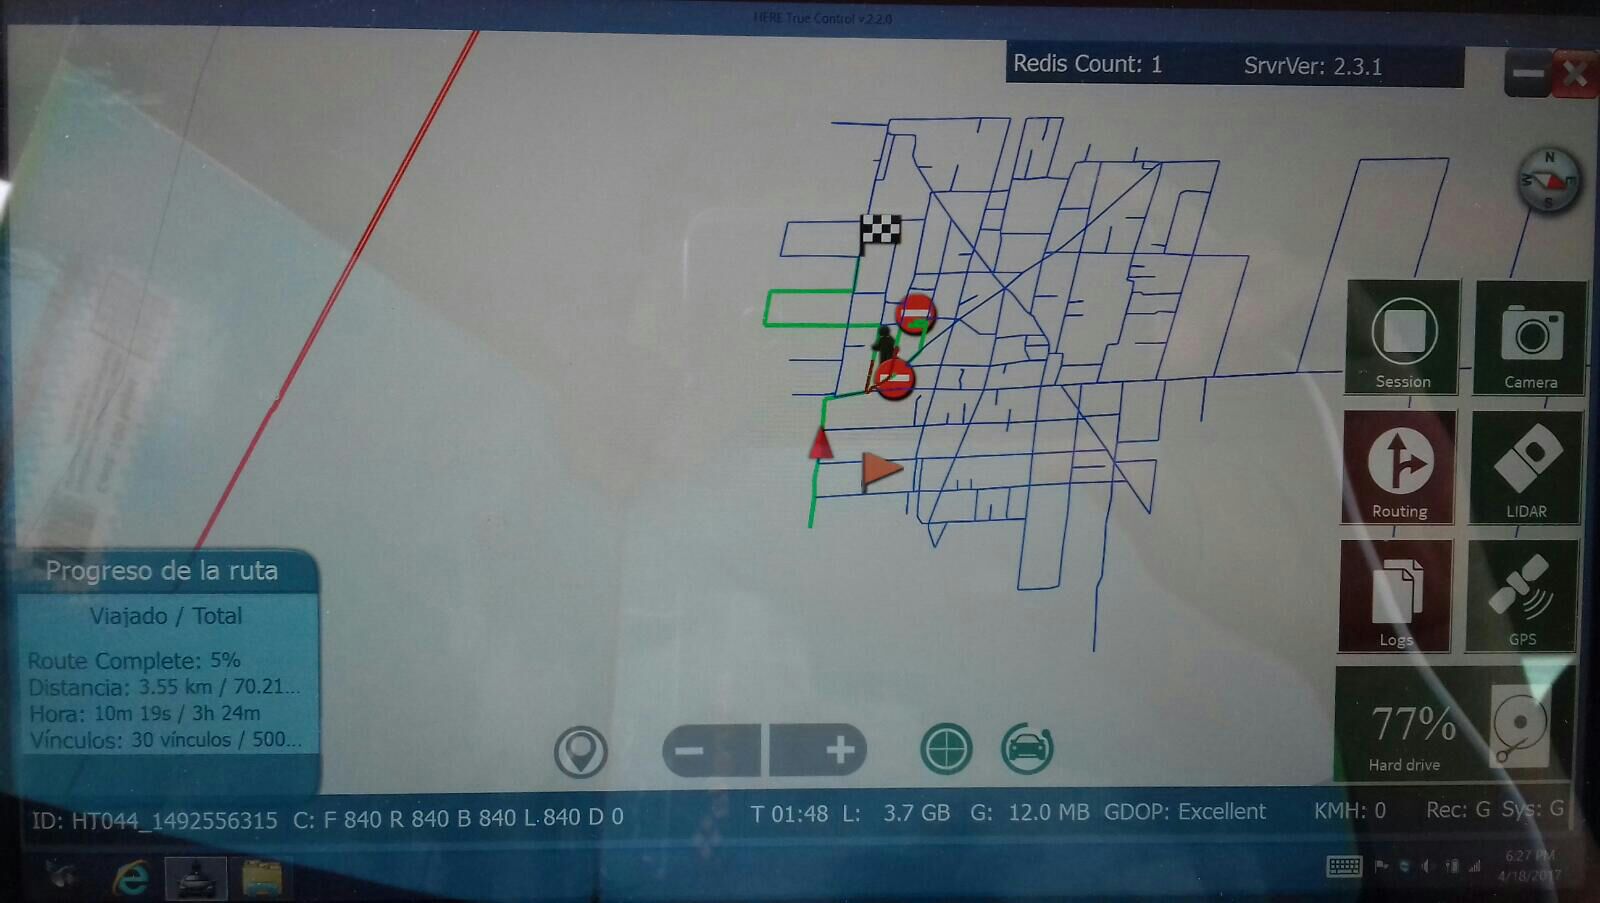 HERE True Control v.2.2.0
Redis Count: 1 SrvrVer: 2.3.1
N
W E
S
Session Camera
Routing LIDAR
Logs GPS
77%
Hard drive
Progreso de la ruta
Viajado / Total
Route Complete: 5%
Distancia: 3.55 km / 70.21...
Hora: 10m 19s / 3h 24m
Vínculos: 30 vínculos / 500...
ID: HT044_1492556315 C: F 840 R 840 B 840 L 840 D 0 T 01:48 L: 3.7 GB G: 12.0 MB GDOP: Excellent KMH: 0 Rec: G Sys: G
6:27 PM
4/18/2017